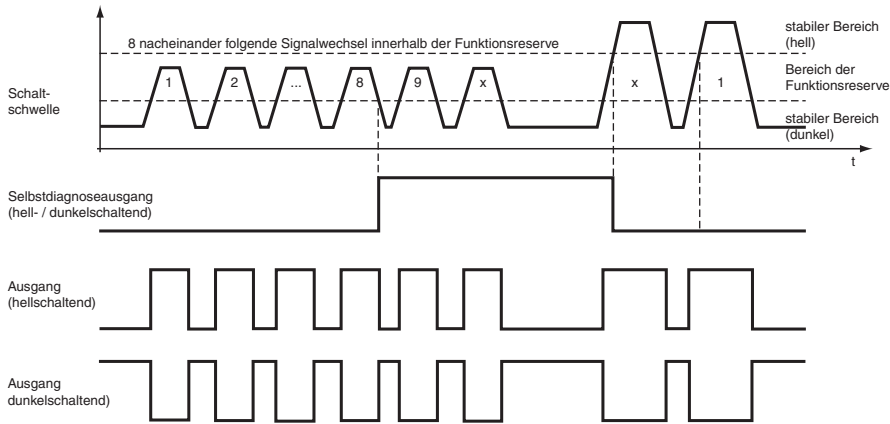 8 nacheinander folgende Signalwechsel innerhalb der Funktionsreserve
stabiler Bereich
(hell)
Schalt-
schwelle
1
2
...
8
9
x
x
1
Bereich der
Funktionsreserve
stabiler Bereich
(dunkel)
t
Selbstdiagnoseausgang
(hell- / dunkelschaltend)
Ausgang
(hellschaltend)
Ausgang
dunkelschaltend)